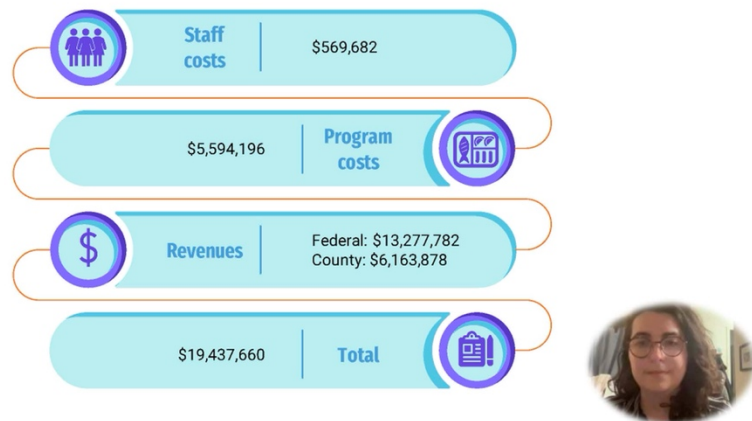 Staff
costs
$569,682
$5,594,196
Program
costs
$
Revenues
Federal: $13,277,782
County: $6,163,878
$19,437,660
Total